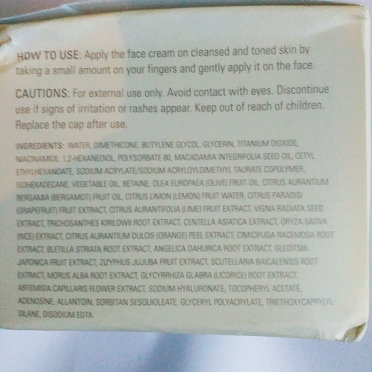 HOW TO USE: Apply the face cream on cleansed and toned skin by
taking a small amount on your fingers and gently apply it on the face.
CAUTIONS: For external use only. Avoid contact with eyes. Discontinue
use if signs of irritation or rashes appear. Keep out of reach of children.
Replace the cap after use.
INGREDIENTS: WATER, DIMETHICONE, BUTYLENE GLYCOL, GLYCERIN, TITANIUM DIOXIDE,
NIACINAMIDE, 1,2-HEXANEDIOL, POLYSORBATE 80, MACADAMIA INTEGRIFOLIA SEED OIL, CETYL
ETHYLHEXANOATE, SODIUM ACRYLATE/SODIUM ACRYLOYLDIMETHYL TAURATE COPOLYMER,
ISOHEXADECANE, VEGETABLE OIL, BETAINE, OLEA EUROPAEA (OLIVE) FRUIT OIL, CITRUS AURANTIUM
BERGAMIA (BERGAMOT) FRUIT OIL, CITRUS LIMON (LEMON) FRUIT WATER, CITRUS PARADISI
(GRAPEFRUIT) FRUIT EXTRACT, CITRUS AURANTIFOLIA (LIME) FRUIT EXTRACT, VIGNA RADIATA SEED
EXTRACT, TRICHOSANTHES KIRILOWII ROOT EXTRACT, CENTELLA ASIATICA EXTRACT, ORYZA SATIVA
(RICE) EXTRACT, CITRUS AURANTIUM DULCIS (ORANGE) PEEL EXTRACT, CIMICIFUGA RACEMOSA ROOT
EXTRACT, BLETILLA STRIATA ROOT EXTRACT, ANGELICA DAHURICA ROOT EXTRACT, GLEDITSIA
JAPONICA FRUIT EXTRACT, ZIZYPHUS JUJUBA FRUIT EXTRACT, SCUTELLARIA BAICALENSIS ROOT
EXTRACT, MORUS ALBA ROOT EXTRACT, GLYCYRRHIZA GLABRA (LICORICE) ROOT EXTRACT,
ARTEMISIA CAPILLARIS FLOWER EXTRACT, SODIUM HYALURONATE, TOCOPHERYL ACETATE,
ADENOSINE, ALLANTOIN, SORBITAN SESQUIOLEATE, GLYCERYL POLYACRYLATE, TRIETHOXYCAPRYLYL-
SILANE, DISODIUM EDTA.